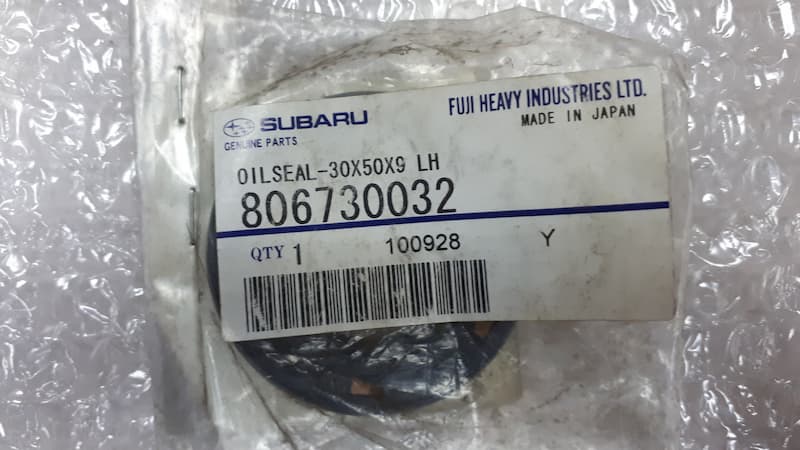 SUBARU
GENUINE PARTS
FUJI HEAVY INDUSTRIES LTD.
MADE IN JAPAN
OILSEAL-30X50X9 LH
806730032
QTY 1 100928 Y